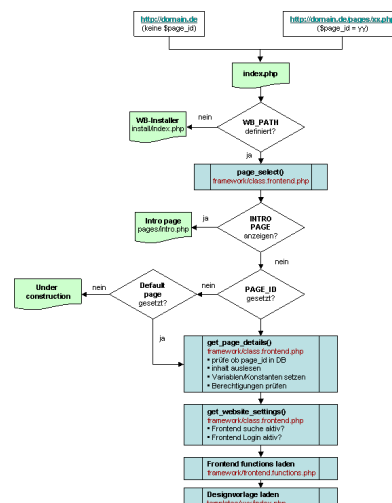 http://domain.de
(keine $page_id)
http://domain.de/pages/xx.php
($page_id = yy)
index.php
WB-Installer
install/index.php
nein
WB_PATH
definiert?
ja
page_select()
framework/class.frontend.php
Intro page
pages/intro.php
ja
INTRO
PAGE
anzeigen?
nein
Under
construction
nein
Default
page
gesetzt?
nein
PAGE_ID
gesetzt?
ja
get_page_details()
framework/class.frontend.php
▪ prüfe ob page_id in DB
▪ inhalt auslesen
▪ Variablen/Konstanten setzen
▪ Berechtigungen prüfen
get_website_settings()
framework/class.frontend.php
▪ Frontend suche aktiv?
▪ Frontend Login aktiv?
Frontend functions laden
framework/frontend.functions.php
Designvorlage laden